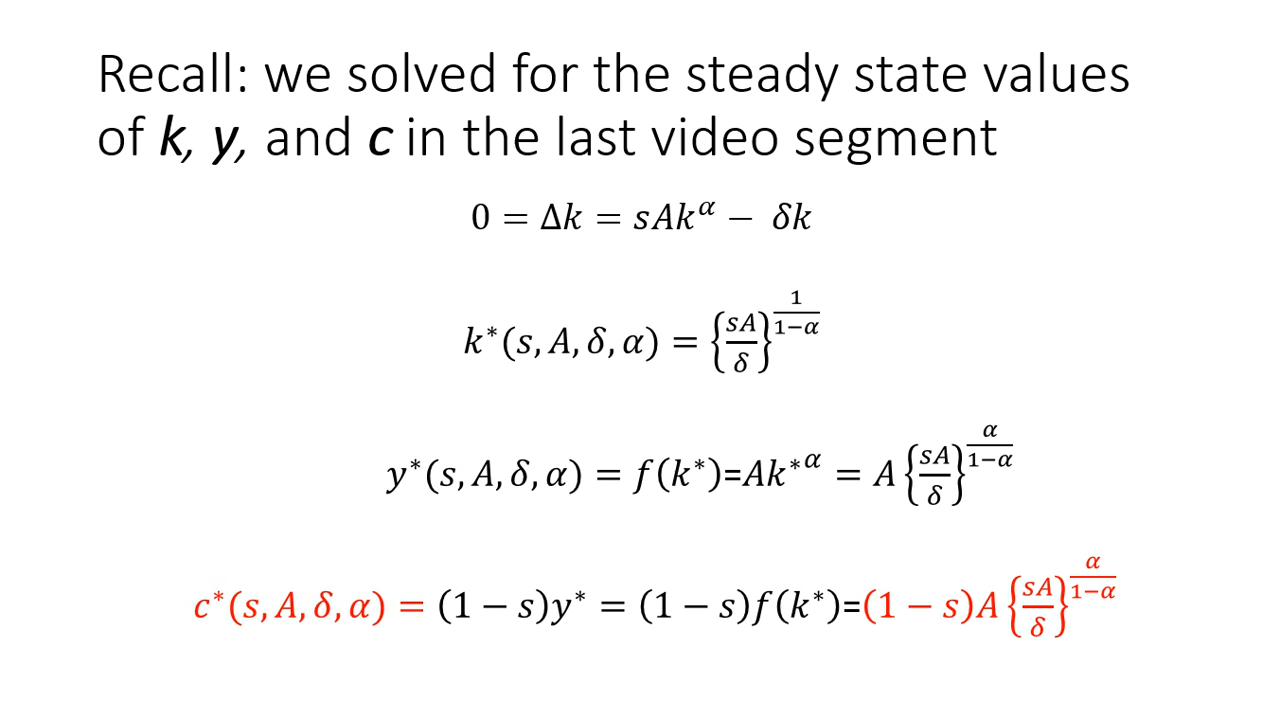 Recall: we solved for the steady state values
of k, y, and c in the last video segment
0 = Δk = sAk^α − δk
k*(s, A, δ, α) = {sA/δ}^(1/(1−α))
y*(s, A, δ, α) = f(k*)=Ak*^α = A{sA/δ}^(α/(1−α))
c*(s, A, δ, α) = (1 − s)y* = (1 − s)f(k*)=(1 − s)A{sA/δ}^(α/(1−α))